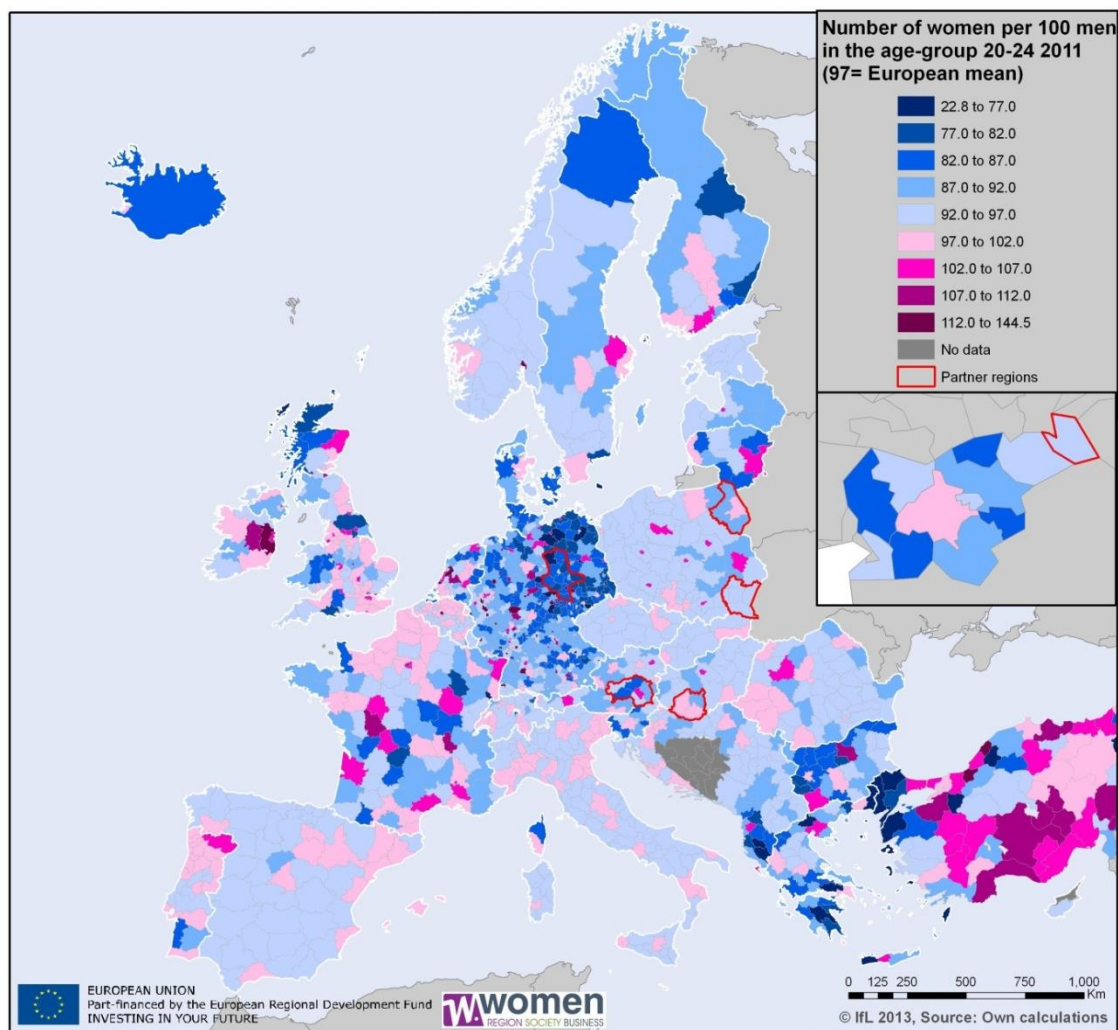 Number of women per 100 men
in the age-group 20-24 2011
(97= European mean)
22.8 to 77.0
77.0 to 82.0
82.0 to 87.0
87.0 to 92.0
92.0 to 97.0
97.0 to 102.0
102.0 to 107.0
107.0 to 112.0
112.0 to 144.5
No data
Partner regions
EUROPEAN UNION
Part-financed by the European Regional Development Fund
INVESTING IN YOUR FUTURE
W.women
REGION SOCIETY BUSINESS
0 125 250 500 750 1,000
Km
© IfL 2013, Source: Own calculations